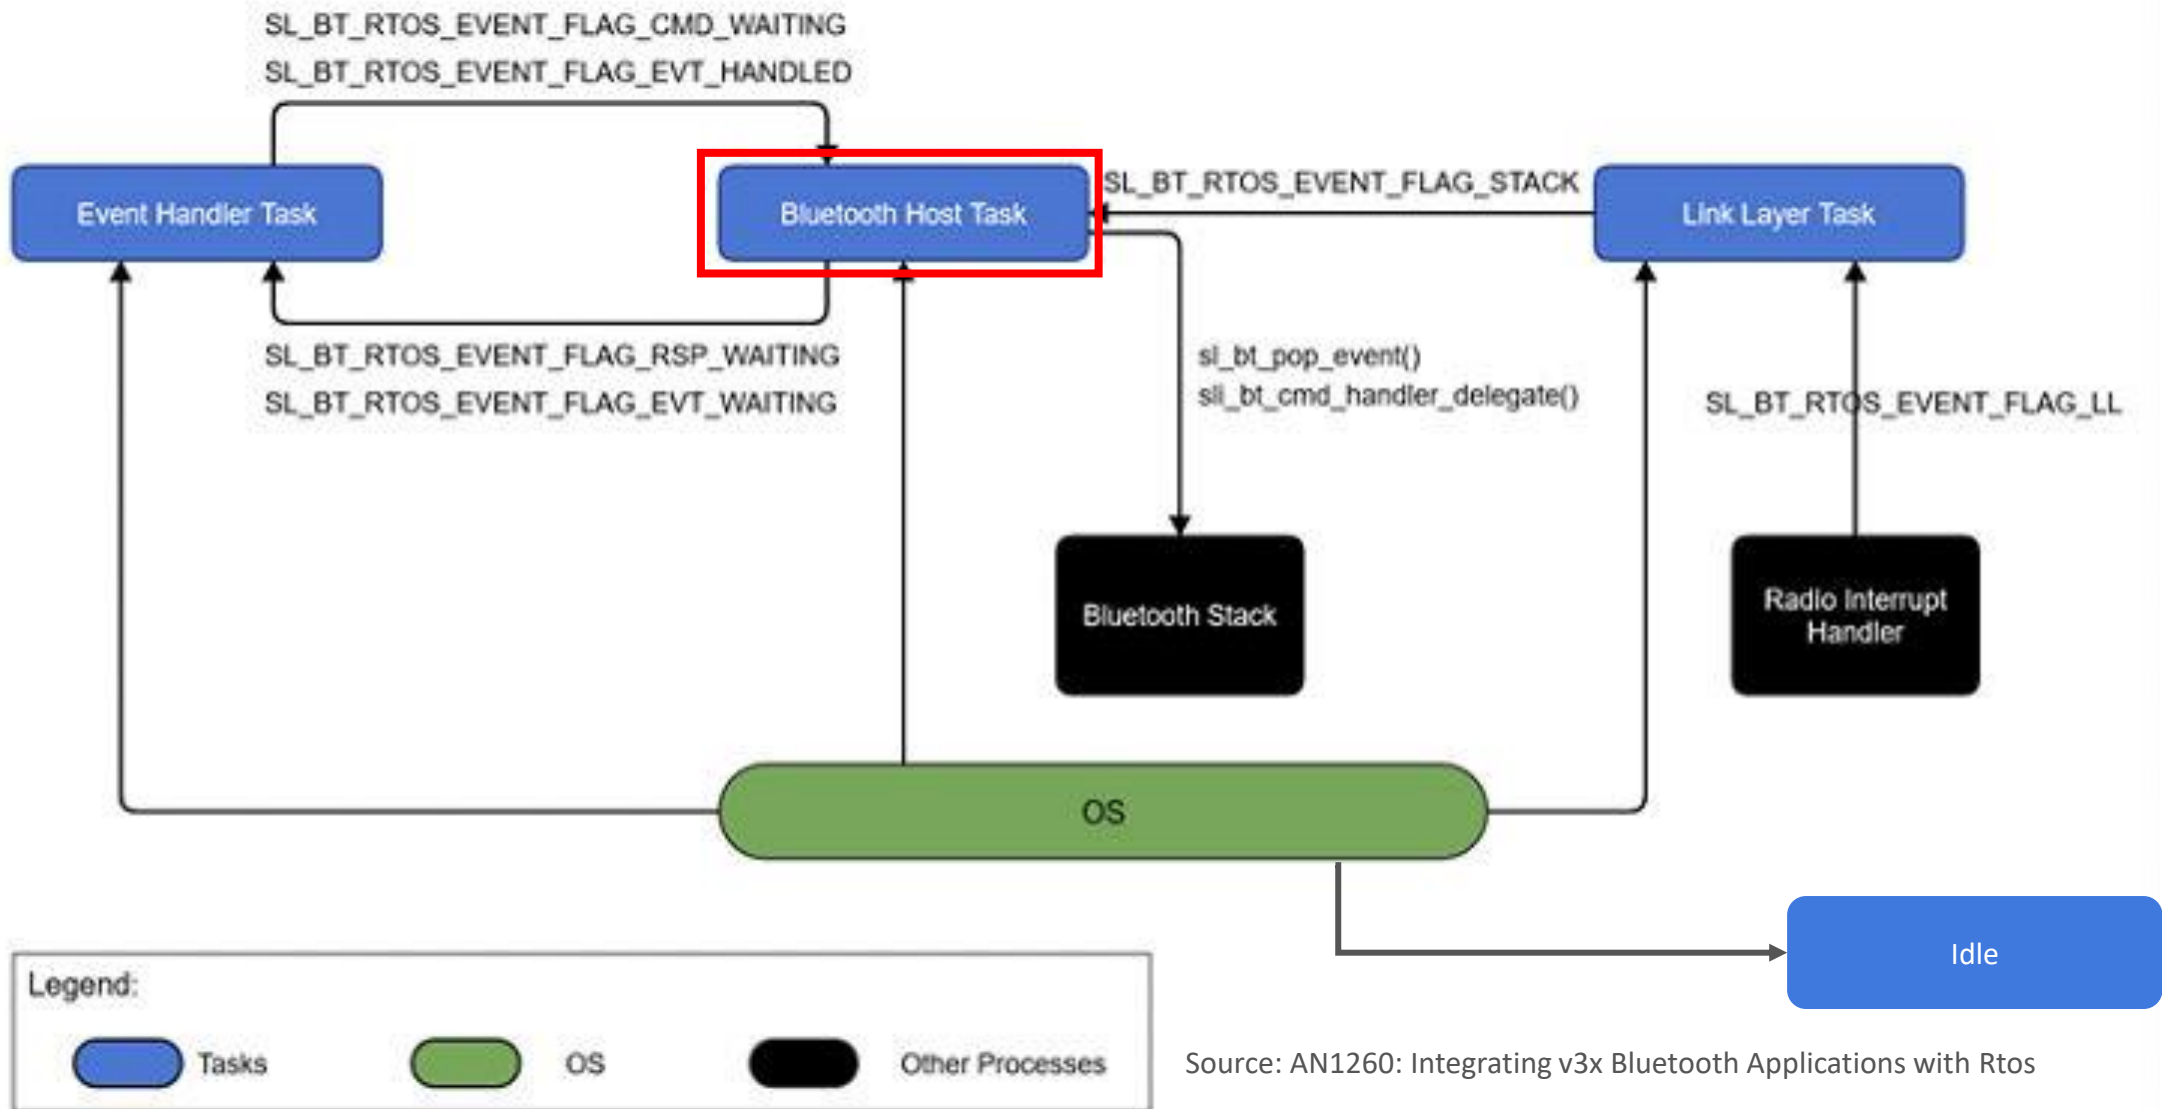 SL_BT_RTOS_EVENT_FLAG_CMD_WAITING
SL_BT_RTOS_EVENT_FLAG_EVT_HANDLED
Event Handler Task
Bluetooth Host Task
SL_BT_RTOS_EVENT_FLAG_STACK
Link Layer Task
SL_BT_RTOS_EVENT_FLAG_RSP_WAITING
SL_BT_RTOS_EVENT_FLAG_EVT_WAITING
sl_bt_pop_event()
sli_bt_cmd_handler_delegate()
SL_BT_RTOS_EVENT_FLAG_LL
Bluetooth Stack
Radio Interrupt
Handler
OS
Idle
Legend:
Tasks
OS
Other Processes
Source: AN1260: Integrating v3x Bluetooth Applications with Rtos